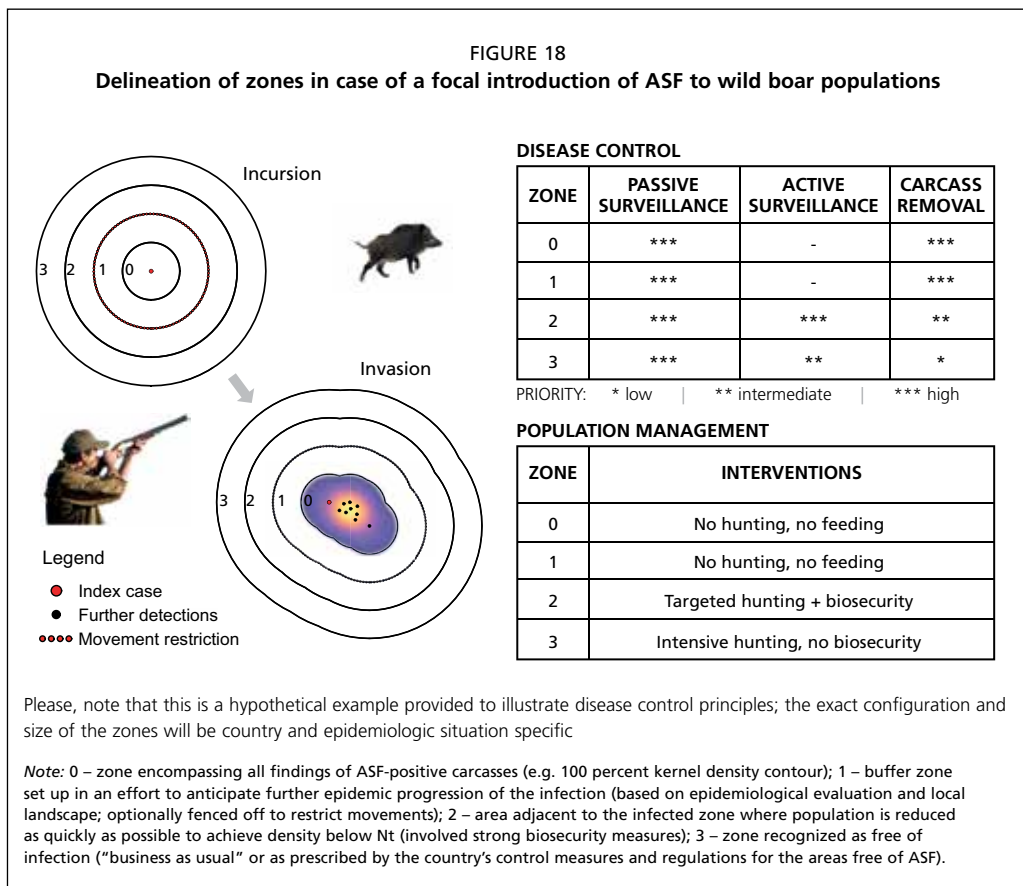 FIGURE 18
Delineation of zones in case of a focal introduction of ASF to wild boar populations
Incursion
3 2 1 0
Invasion
3 2 1 0
Legend
Index case
Further detections
Movement restriction
DISEASE CONTROL
ZONE PASSIVE SURVEILLANCE ACTIVE SURVEILLANCE CARCASS REMOVAL
0 *** - ***
1 *** - ***
2 *** *** **
3 *** ** *
PRIORITY: * low | ** intermediate | *** high
POPULATION MANAGEMENT
ZONE INTERVENTIONS
0 No hunting, no feeding
1 No hunting, no feeding
2 Targeted hunting + biosecurity
3 Intensive hunting, no biosecurity
Please, note that this is a hypothetical example provided to illustrate disease control principles; the exact configuration and
size of the zones will be country and epidemiologic situation specific
Note: 0 – zone encompassing all findings of ASF-positive carcasses (e.g. 100 percent kernel density contour); 1 – buffer zone
set up in an effort to anticipate further epidemic progression of the infection (based on epidemiological evaluation and local
landscape; optionally fenced off to restrict movements); 2 – area adjacent to the infected zone where population is reduced
as quickly as possible to achieve density below Nt (involved strong biosecurity measures); 3 – zone recognized as free of
infection (“business as usual” or as prescribed by the country’s control measures and regulations for the areas free of ASF).